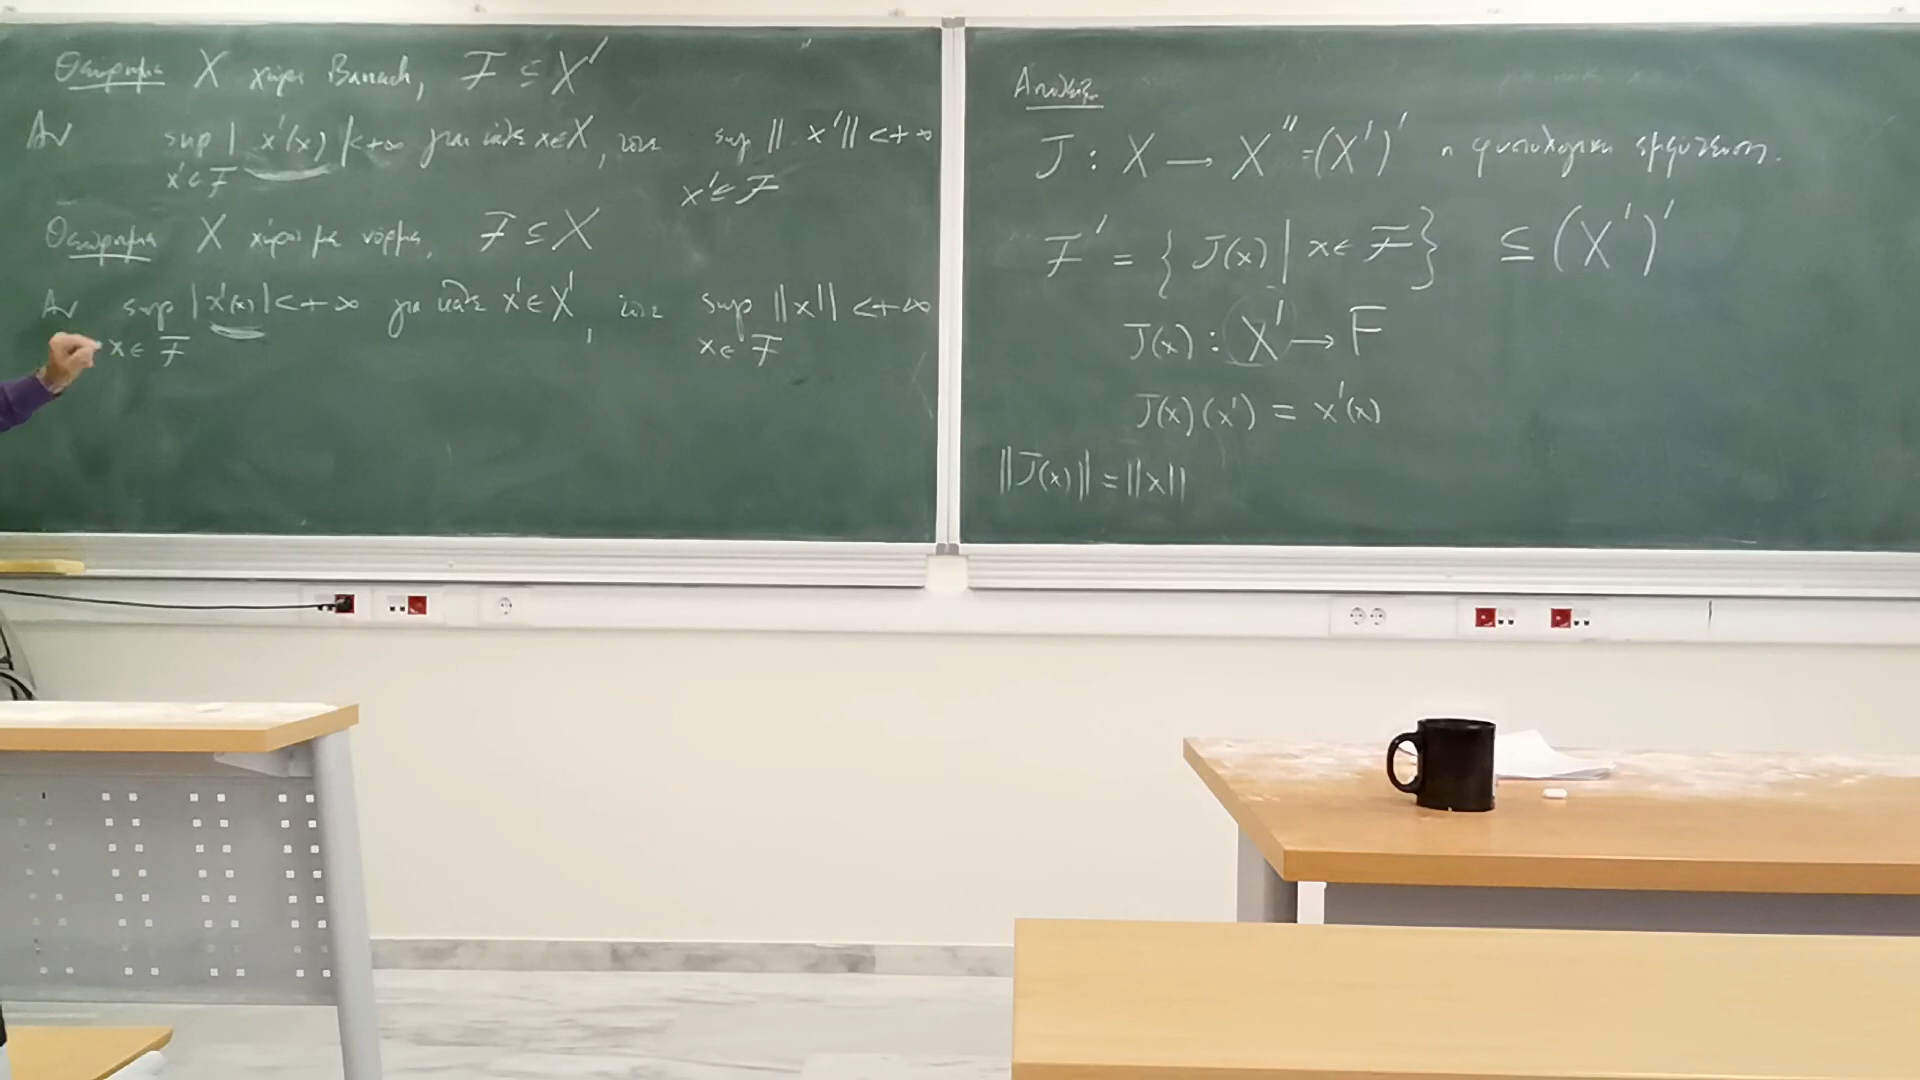 Θεώρημα X χώρος Banach, F ⊆ X'
Αν sup | x'(x) | < +∞ για κάθε x∈X, τότε sup || x' || < +∞
x'∈F x'∈F
Θεώρημα X χώρος με νόρμα, F ⊆ X
Αν sup |x'(x)| < +∞ για κάθε x'∈X', τότε sup ||x|| < +∞
x∈F x∈F
Απόδειξη
J : X → X'' = (X')' η φυσιολογική εμφύτευση.
F' = { J(x) | x∈F } ⊆ (X')'
J(x) : X' → F
J(x)(x') = x'(x)
||J(x)|| = ||x||